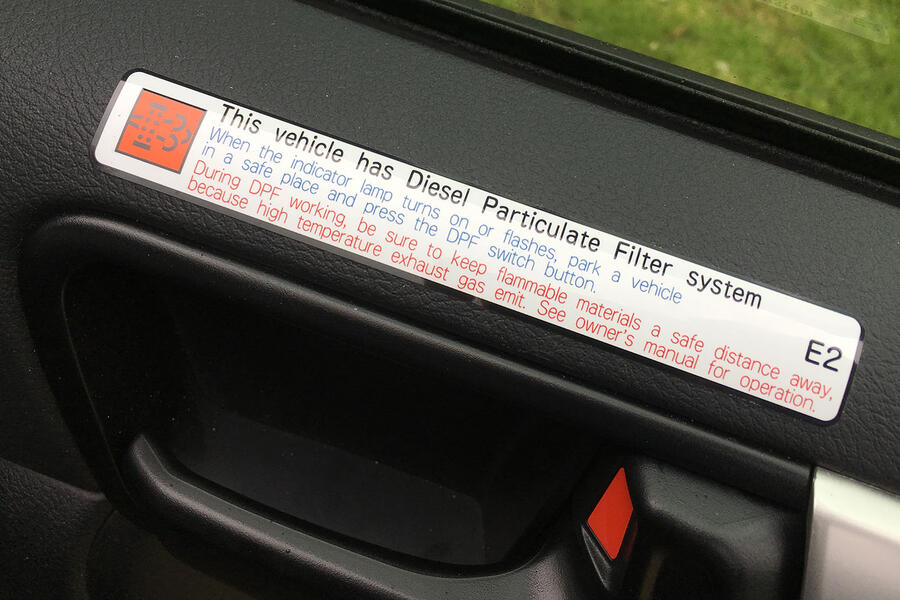 This vehicle has Diesel Particulate Filter system
When the indicator lamp turns on or flashes, park a vehicle
in a safe place and press the DPF switch button.
During DPF working, be sure to keep flammable materials a safe distance away,
because high temperature exhaust gas emit. See owner's manual for operation.
E2